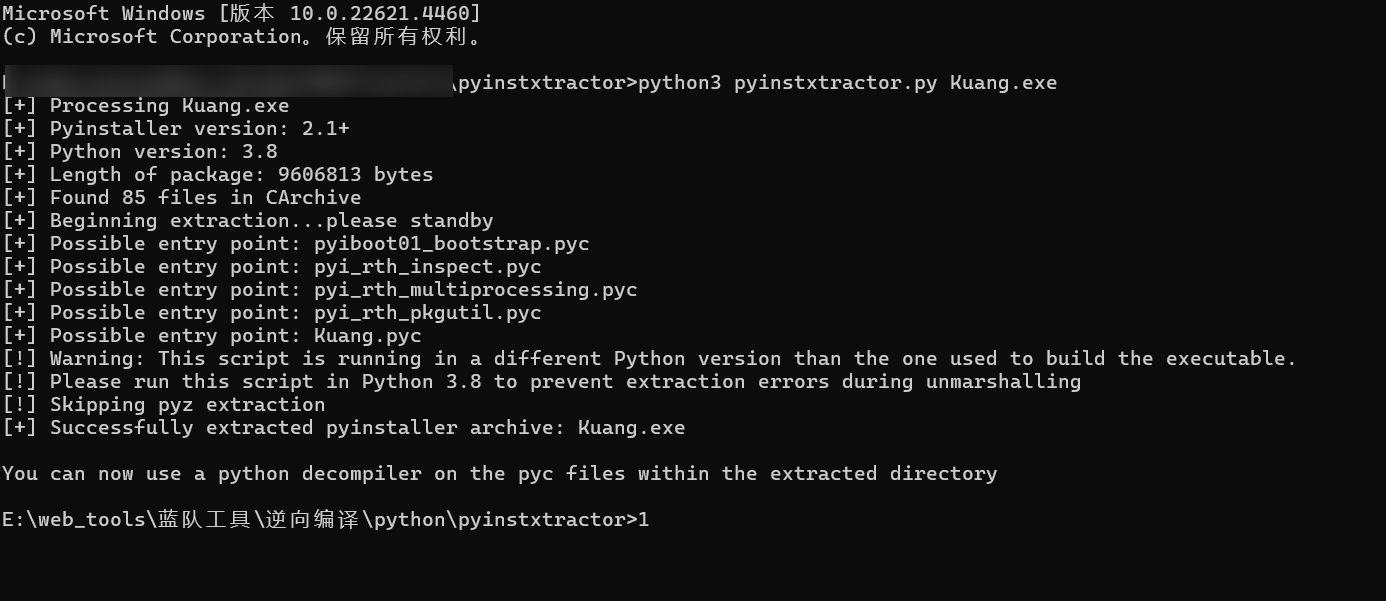 Microsoft Windows [版本 10.0.22621.4460]
(c) Microsoft Corporation。保留所有权利。
\pyinstxtractor>python3 pyinstxtractor.py Kuang.exe
[+] Processing Kuang.exe
[+] Pyinstaller version: 2.1+
[+] Python version: 3.8
[+] Length of package: 9606813 bytes
[+] Found 85 files in CArchive
[+] Beginning extraction...please standby
[+] Possible entry point: pyiboot01_bootstrap.pyc
[+] Possible entry point: pyi_rth_inspect.pyc
[+] Possible entry point: pyi_rth_multiprocessing.pyc
[+] Possible entry point: pyi_rth_pkgutil.pyc
[+] Possible entry point: Kuang.pyc
[!] Warning: This script is running in a different Python version than the one used to build the executable.
[!] Please run this script in Python 3.8 to prevent extraction errors during unmarshalling
[!] Skipping pyz extraction
[+] Successfully extracted pyinstaller archive: Kuang.exe
You can now use a python decompiler on the pyc files within the extracted directory
E:\web_tools\蓝队工具\逆向编译\python\pyinstxtractor>1